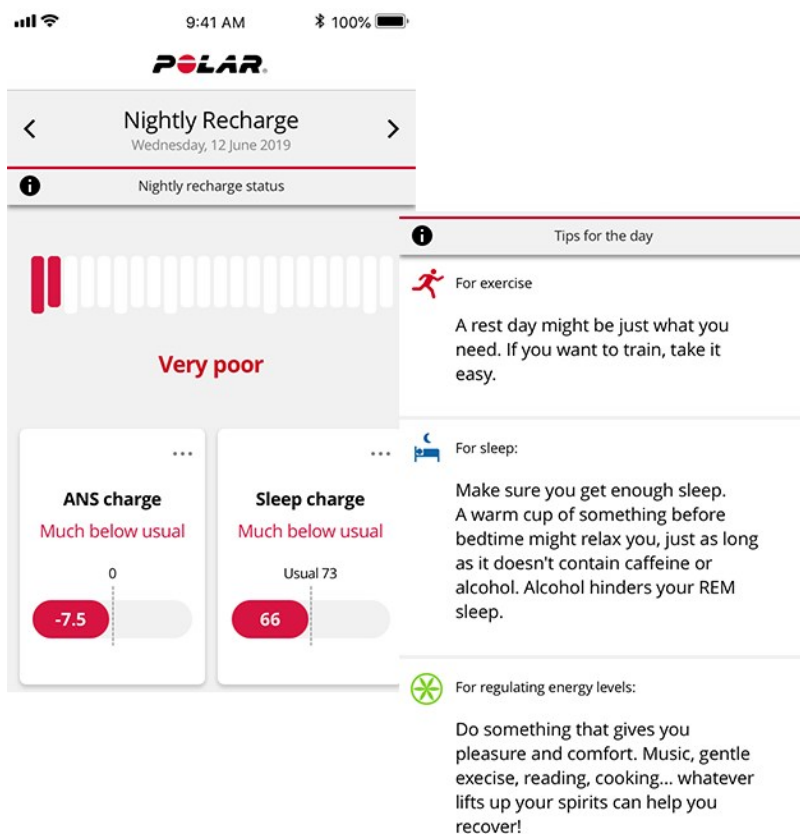 9:41 AM
100%
POLAR
Nightly Recharge
Wednesday, 12 June 2019
Nightly recharge status
Very poor
ANS charge
Much below usual
0
-7.5
Sleep charge
Much below usual
Usual 73
66
Tips for the day
For exercise
A rest day might be just what you
need. If you want to train, take it
easy.
For sleep:
Make sure you get enough sleep.
A warm cup of something before
bedtime might relax you, just as long
as it doesn't contain caffeine or
alcohol. Alcohol hinders your REM
sleep.
For regulating energy levels:
Do something that gives you
pleasure and comfort. Music, gentle
execise, reading, cooking... whatever
lifts up your spirits can help you
recover!